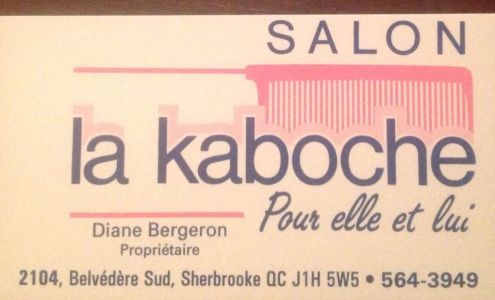 SALON
la kaboche
Pour elle et lui
Diane Bergeron
Propriétaire
2104, Belvédère Sud, Sherbrooke QC J1H 5W5 • 564-3949